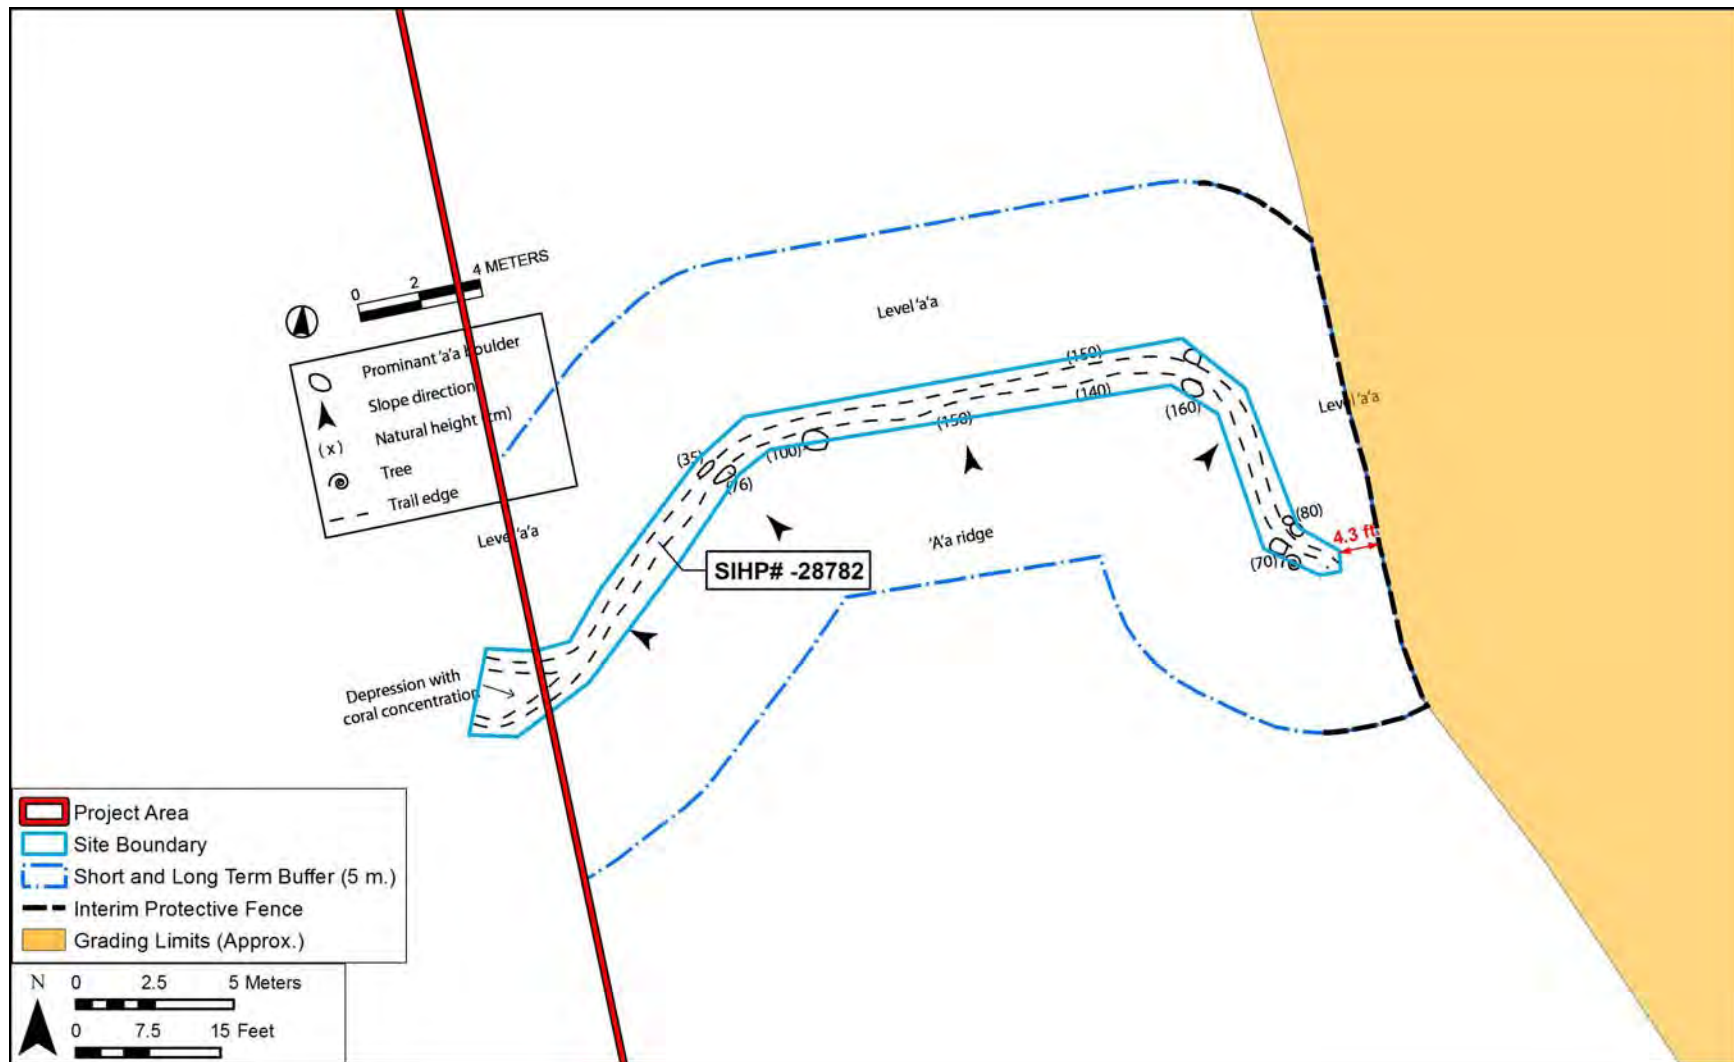 0 2 4 METERS
Prominant 'a'a boulder
Slope direction
(x) Natural height (cm)
Tree
Trail edge
Level 'a'a
Level 'a'a
(150)
(140)
(150)
(160)
Level 'a'a
(35)
(100)
(76)
'A'a ridge
(80)
4.3 ft.
(70)
SIHP# -28782
Depression with
coral concentration
Project Area
Site Boundary
Short and Long Term Buffer (5 m.)
Interim Protective Fence
Grading Limits (Approx.)
N
0 2.5 5 Meters
0 7.5 15 Feet